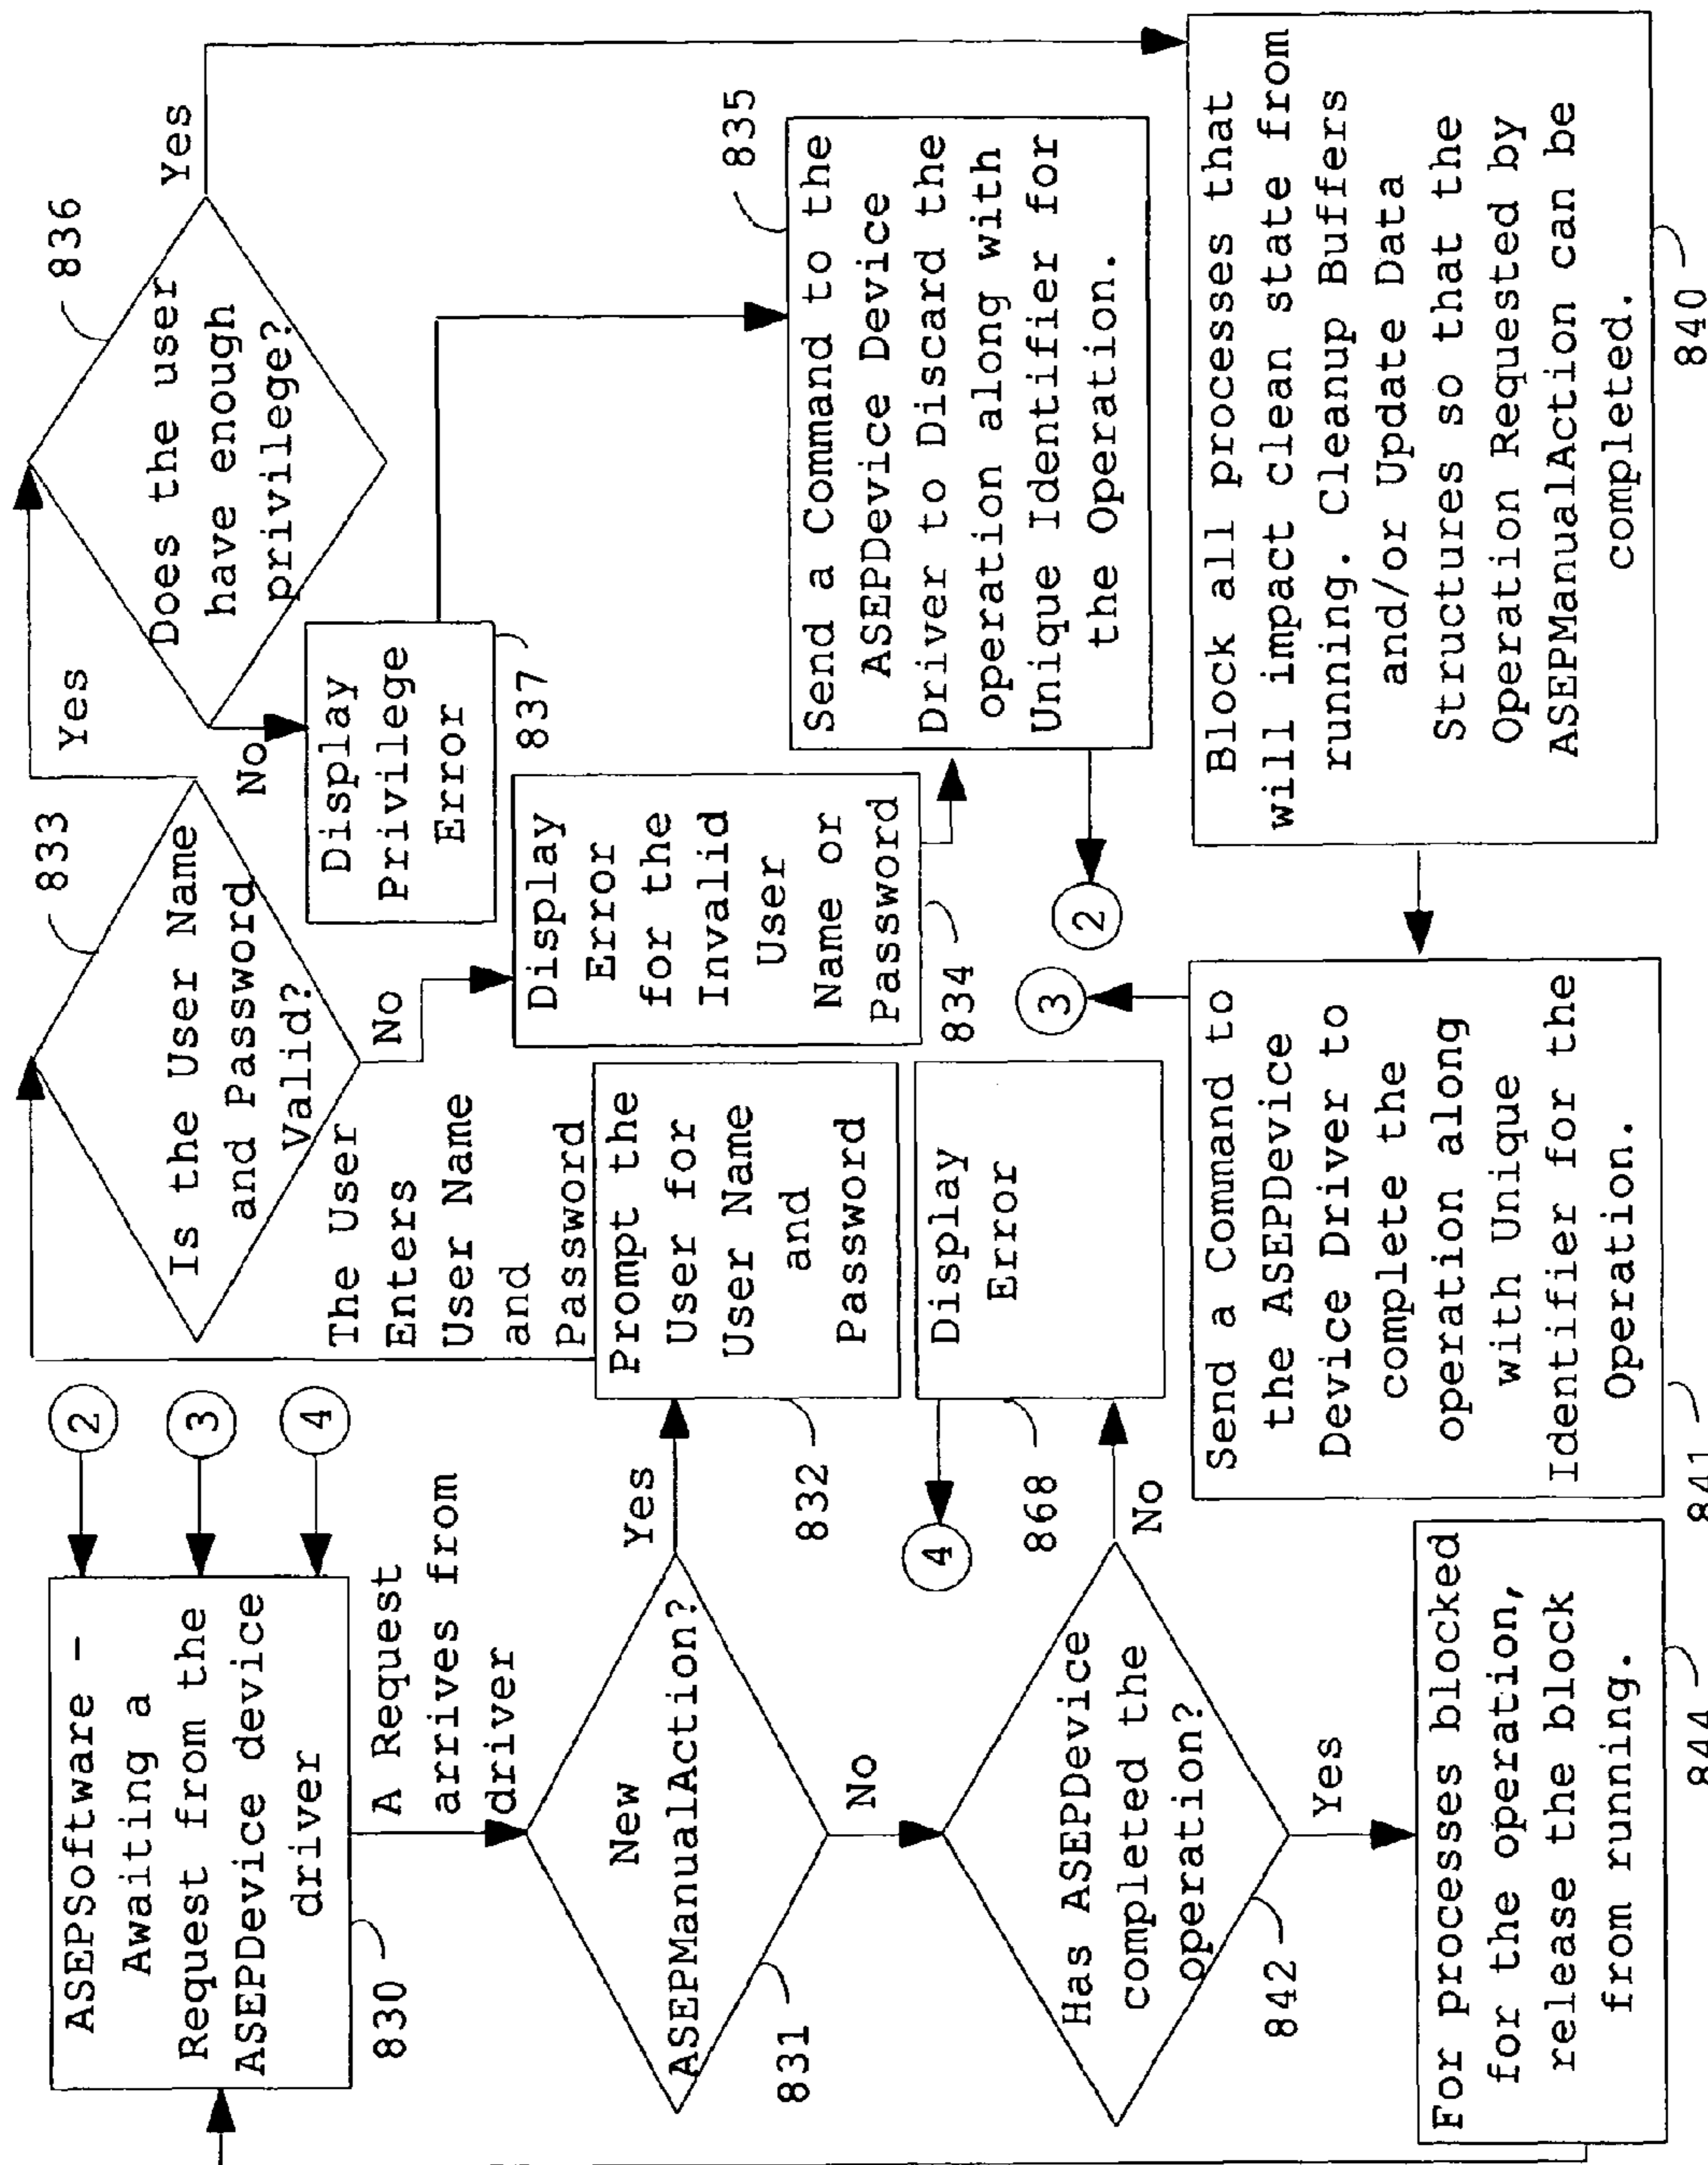 ASEPSoftware -
Awaiting a
Request from the
ASEPDevice device
driver
830
2
3
4
A Request
arrives from
driver
New
ASEPManualAction?
831
Yes
No
Prompt the
User for
User Name
and
Password
832
The User
Enters
User Name
and
Password
Is the User Name
and Password
Valid?
833
Yes
No
Display
Error
for the
Invalid
User
Name or
Password
834
Does the user
have enough
privilege?
836
Yes
No
Display
Privilege
Error
837
Send a Command to the
ASEPDevice Device
Driver to Discard the
operation along with
Unique Identifier for
the Operation.
835
2
Block all processes that
will impact clean state from
running. Cleanup Buffers
and/or Update Data
Structures so that the
Operation Requested by
ASEPManualAction can be
completed.
840
Send a Command to
the ASEPDevice
Device Driver to
complete the
operation along
with Unique
Identifier for the
Operation.
841
3
Has ASEPDevice
completed the
operation?
842
No
Yes
Display
Error
868
4
For processes blocked
for the operation,
release the block
from running.
844